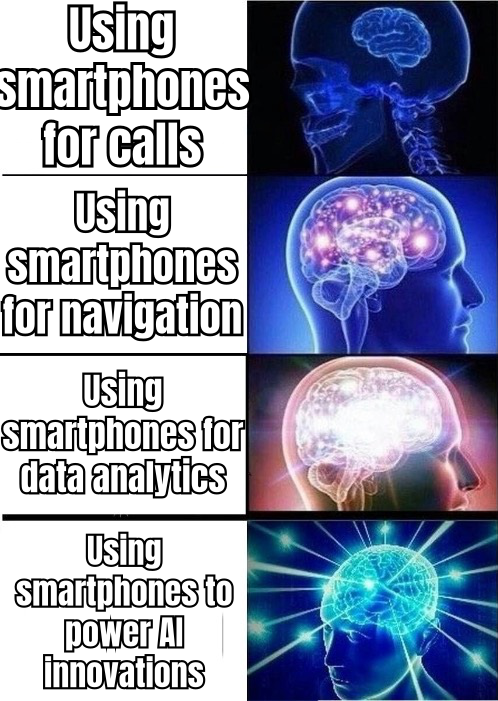 Using
smartphones
for calls
Using
smartphones
for navigation
Using
smartphones for
data analytics
Using
smartphones to
power AI
innovations